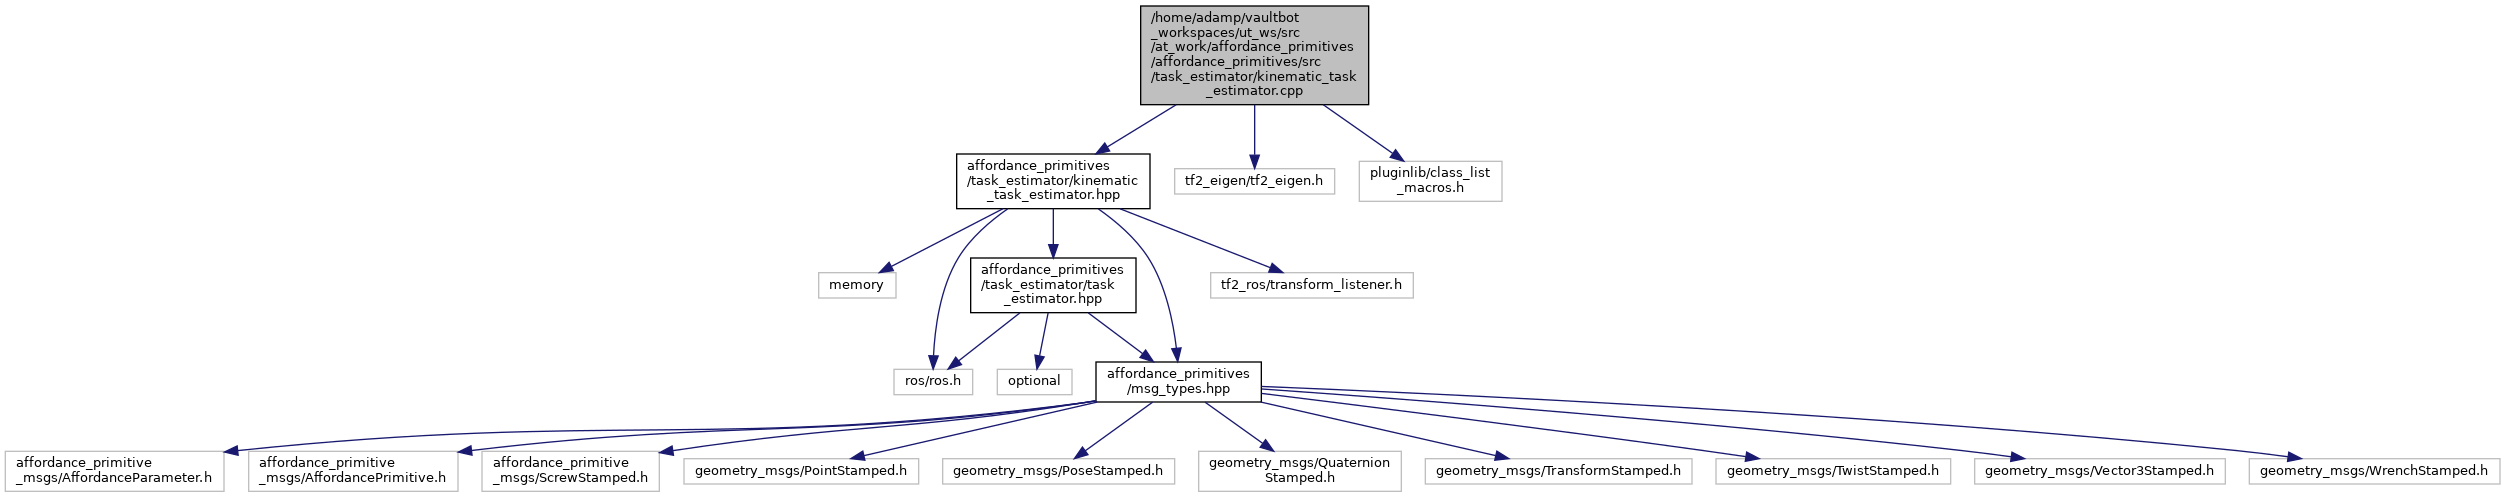 /home/adamp/vaultbot
_workspaces/ut_ws/src
/at_work/affordance_primitives
/affordance_primitives/src
/task_estimator/kinematic_task
_estimator.cpp
affordance_primitives
/task_estimator/kinematic
_task_estimator.hpp
tf2_eigen/tf2_eigen.h
pluginlib/class_list
_macros.h
memory
affordance_primitives
/task_estimator/task
_estimator.hpp
tf2_ros/transform_listener.h
ros/ros.h
optional
affordance_primitives
/msg_types.hpp
affordance_primitive
_msgs/AffordanceParameter.h
affordance_primitive
_msgs/AffordancePrimitive.h
affordance_primitive
_msgs/ScrewStamped.h
geometry_msgs/PointStamped.h
geometry_msgs/PoseStamped.h
geometry_msgs/Quaternion
Stamped.h
geometry_msgs/TransformStamped.h
geometry_msgs/TwistStamped.h
geometry_msgs/Vector3Stamped.h
geometry_msgs/WrenchStamped.h